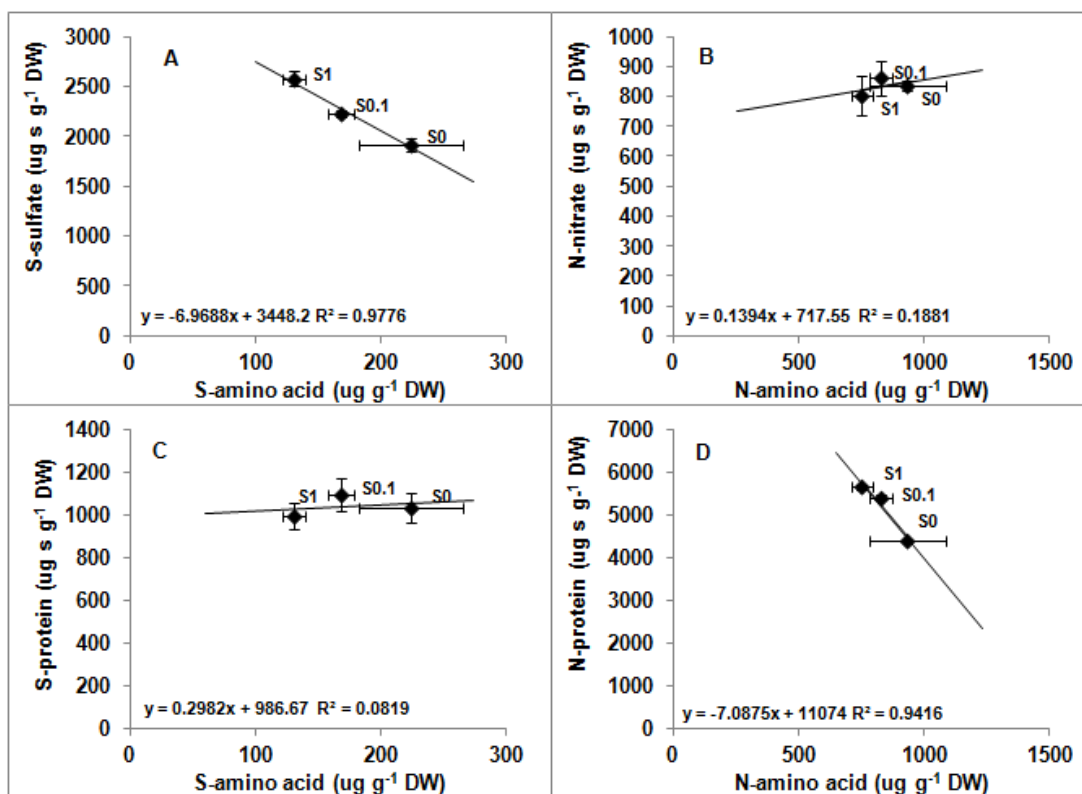 A
S-sulfate (ug s g⁻¹ DW)
3000
2500
2000
1500
1000
500
0
S1
S0.1
S0
y = -6.9688x + 3448.2 R² = 0.9776
0 100 200 300
S-amino acid (ug g⁻¹ DW)
B
N-nitrate (ug s g⁻¹ DW)
1000
900
800
700
600
500
400
300
200
100
0
S0.1
S0
S1
y = 0.1394x + 717.55 R² = 0.1881
0 500 1000 1500
N-amino acid (ug g⁻¹ DW)
C
S-protein (ug s g⁻¹ DW)
1400
1200
1000
800
600
400
200
0
S1
S0.1
S0
y = 0.2982x + 986.67 R² = 0.0819
0 100 200 300
S-amino acid (ug g⁻¹ DW)
D
N-protein (ug s g⁻¹ DW)
7000
6000
5000
4000
3000
2000
1000
0
S1
S0.1
S0
y = -7.0875x + 11074 R² = 0.9416
0 500 1000 1500
N-amino acid (ug g⁻¹ DW)